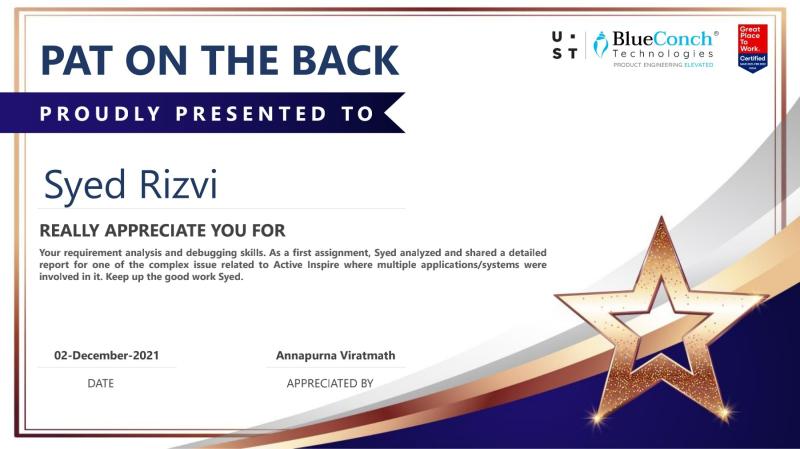 PAT ON THE BACK
U · ST
BlueConch®
Technologies
PRODUCT ENGINEERING ELEVATED
Great
Place
To
Work.
Certified
PROUDLY PRESENTED TO
Syed Rizvi
REALLY APPRECIATE YOU FOR
Your requirement analysis and debugging skills. As a first assignment, Syed analyzed and shared a detailed
report for one of the complex issue related to Active Inspire where multiple applications/systems were
involved in it. Keep up the good work Syed.
02-December-2021
Annapurna Viratmath
DATE
APPRECIATED BY